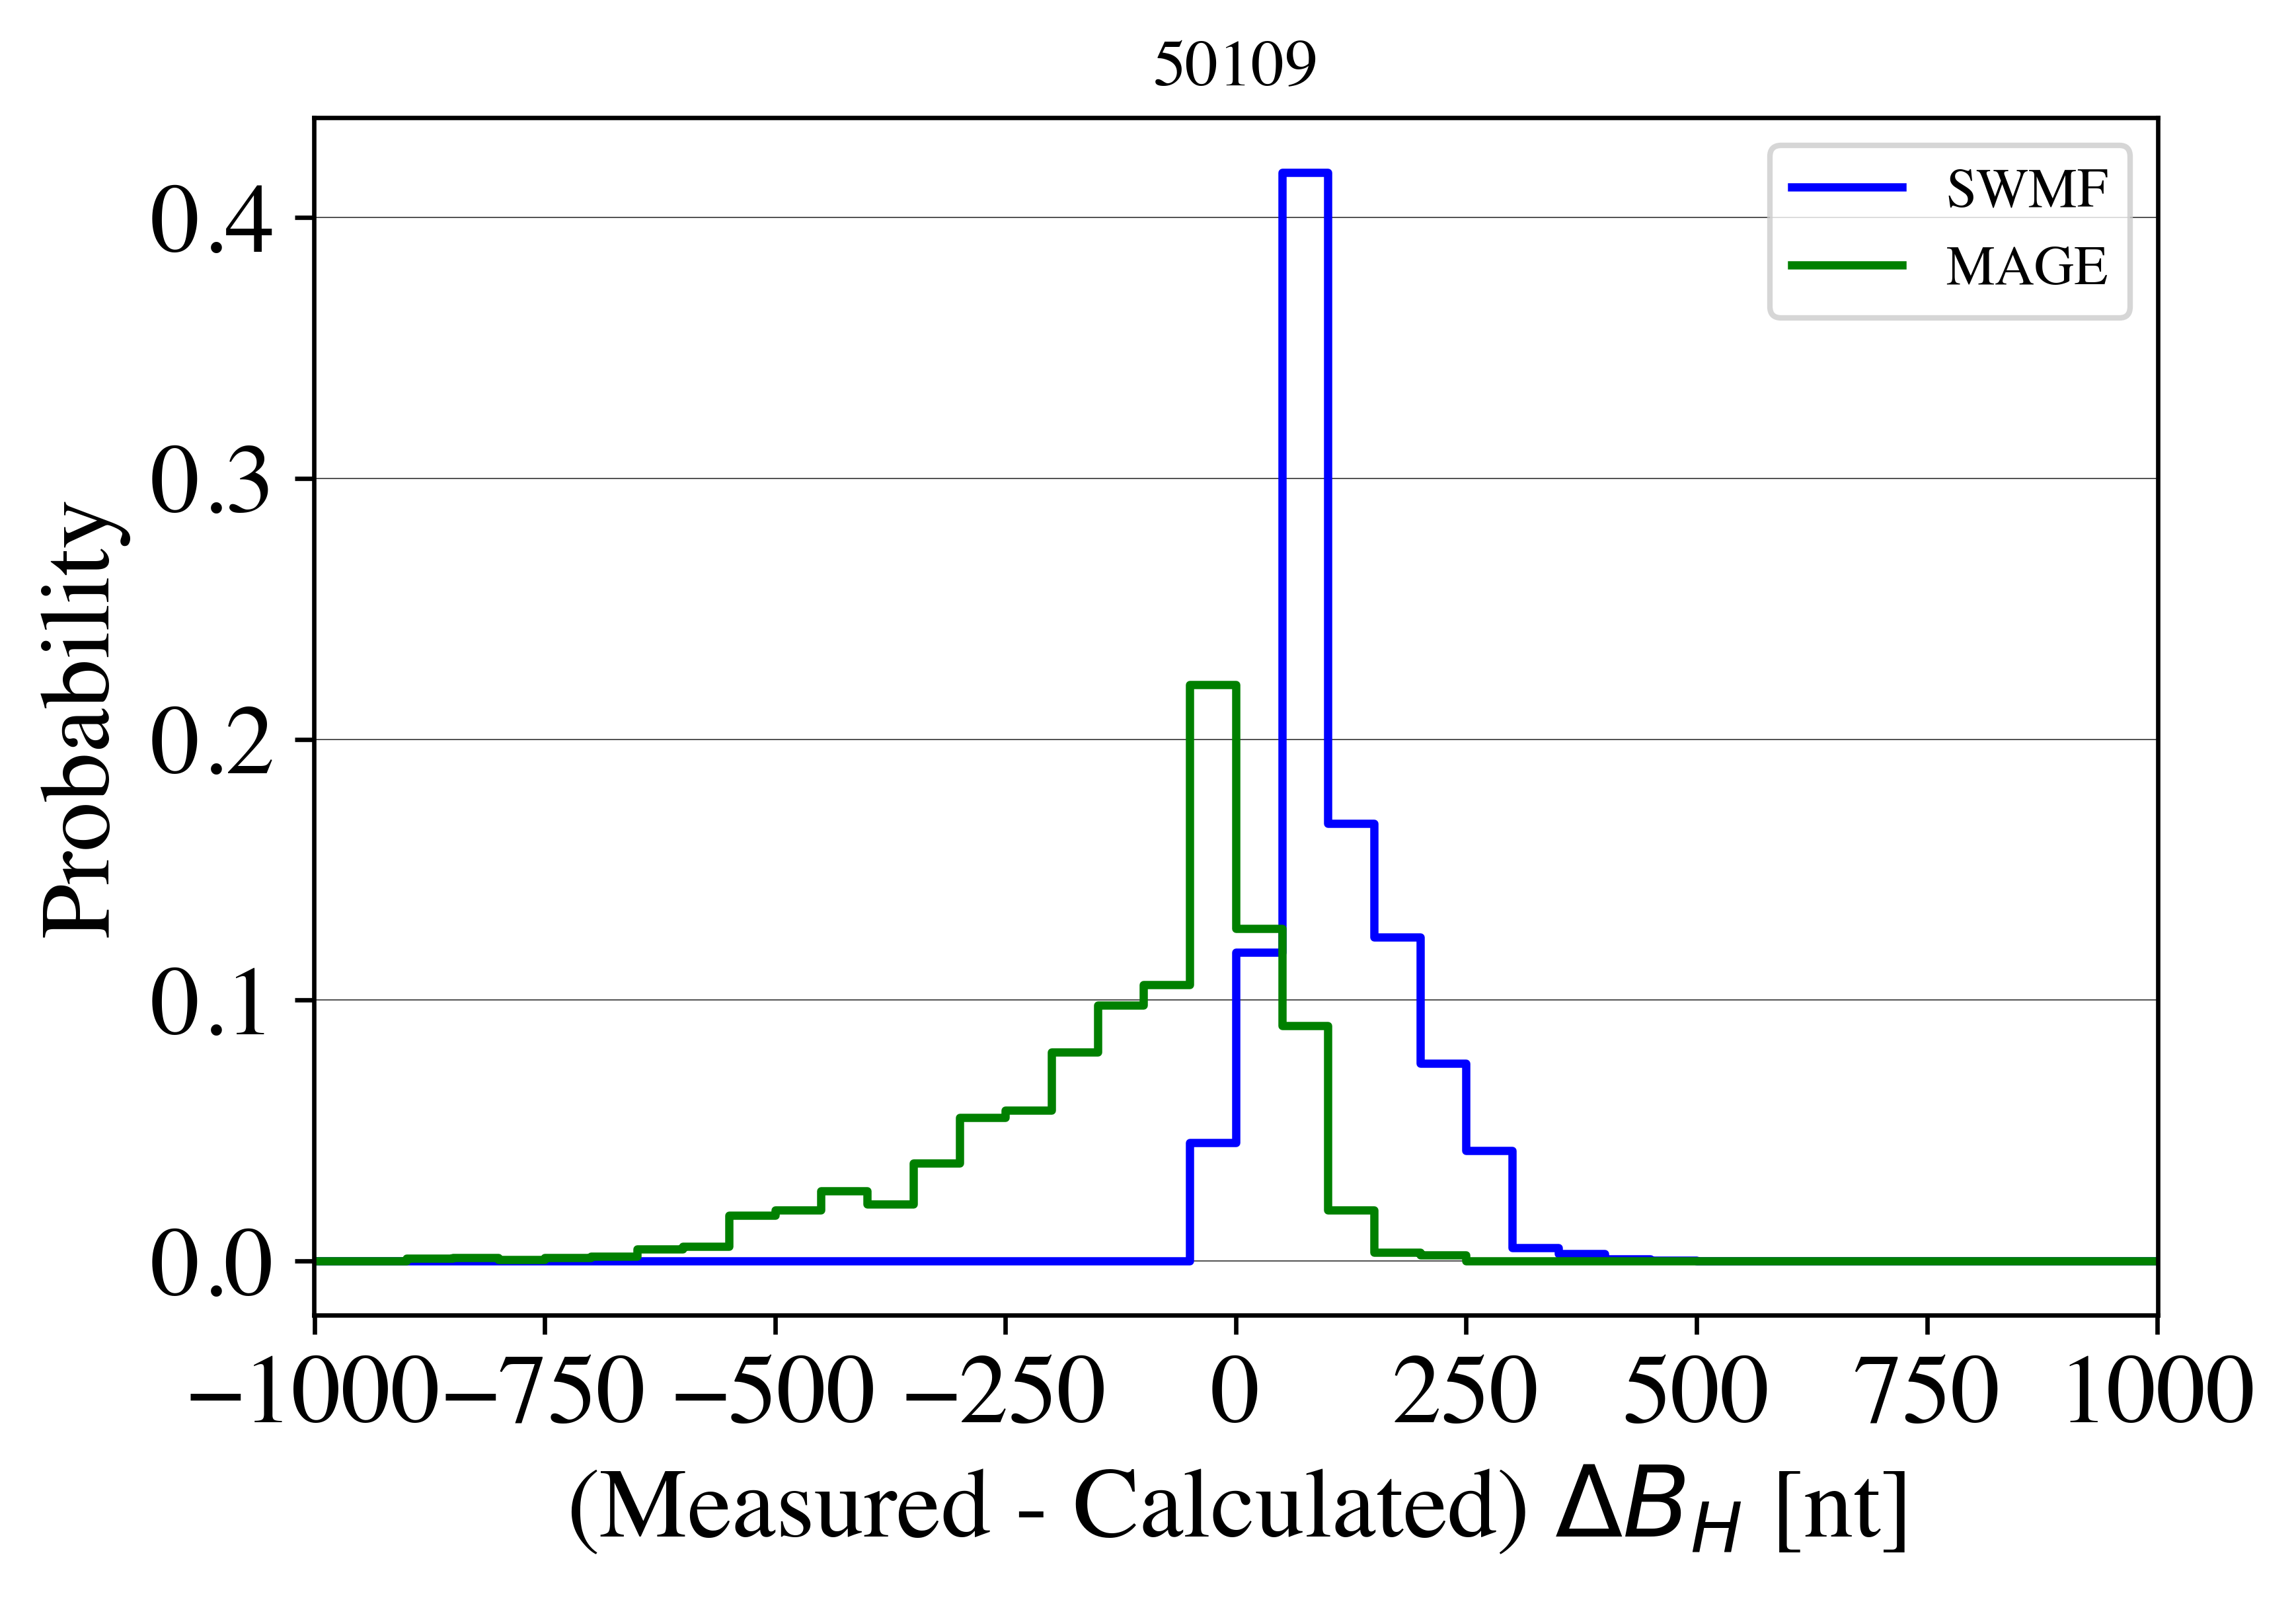 50109
SWMF
MAGE
Probability
0.4
0.3
0.2
0.1
0.0
−1000 −750 −500 −250 0 250 500 750 1000
(Measured - Calculated) ΔB_H [nt]